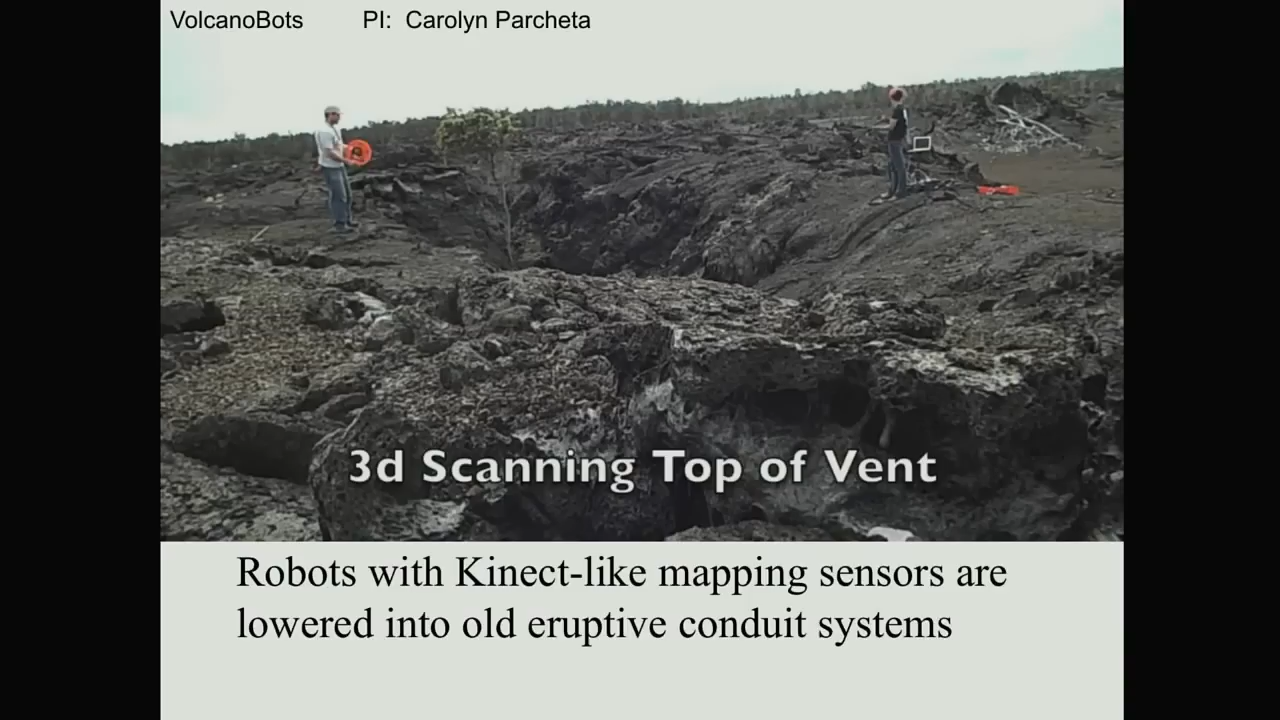 VolcanoBots PI: Carolyn Parcheta
3d Scanning Top of Vent
Robots with Kinect-like mapping sensors are
lowered into old eruptive conduit systems